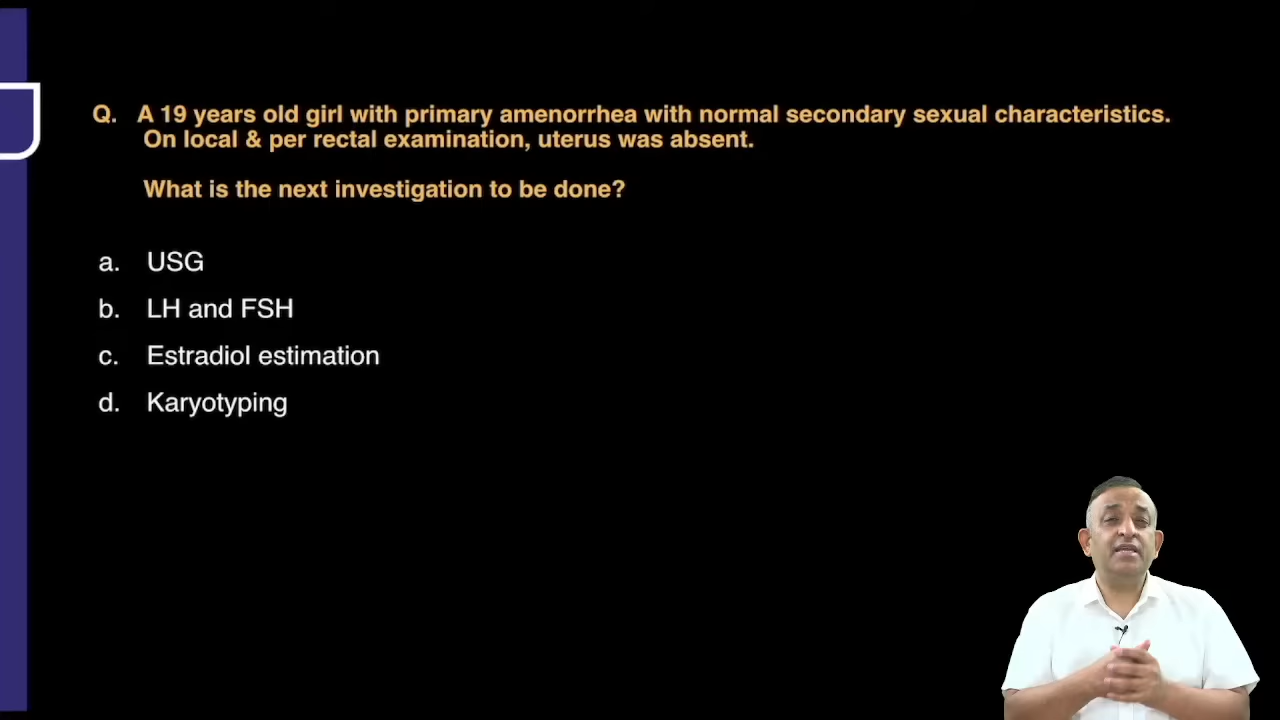 Q. A 19 years old girl with primary amenorrhea with normal secondary sexual characteristics.
On local & per rectal examination, uterus was absent.
What is the next investigation to be done?
a. USG
b. LH and FSH
c. Estradiol estimation
d. Karyotyping